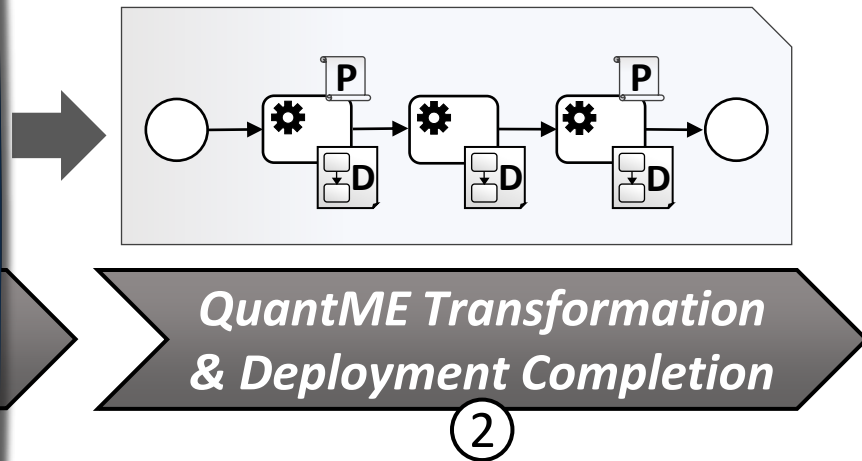 P P
D D D
QuantME Transformation
& Deployment Completion
2